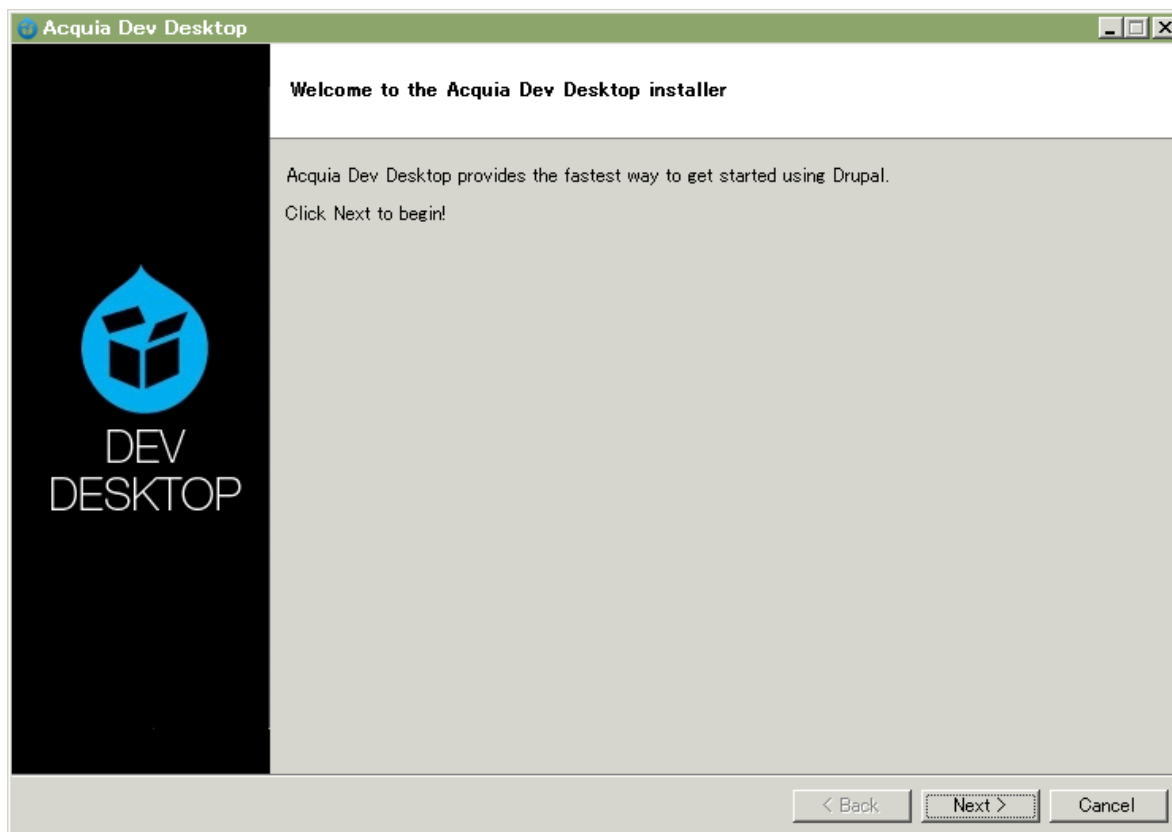 Acquia Dev Desktop
Welcome to the Acquia Dev Desktop installer
Acquia Dev Desktop provides the fastest way to get started using Drupal.
Click Next to begin!
DEV
DESKTOP
< Back
Next >
Cancel